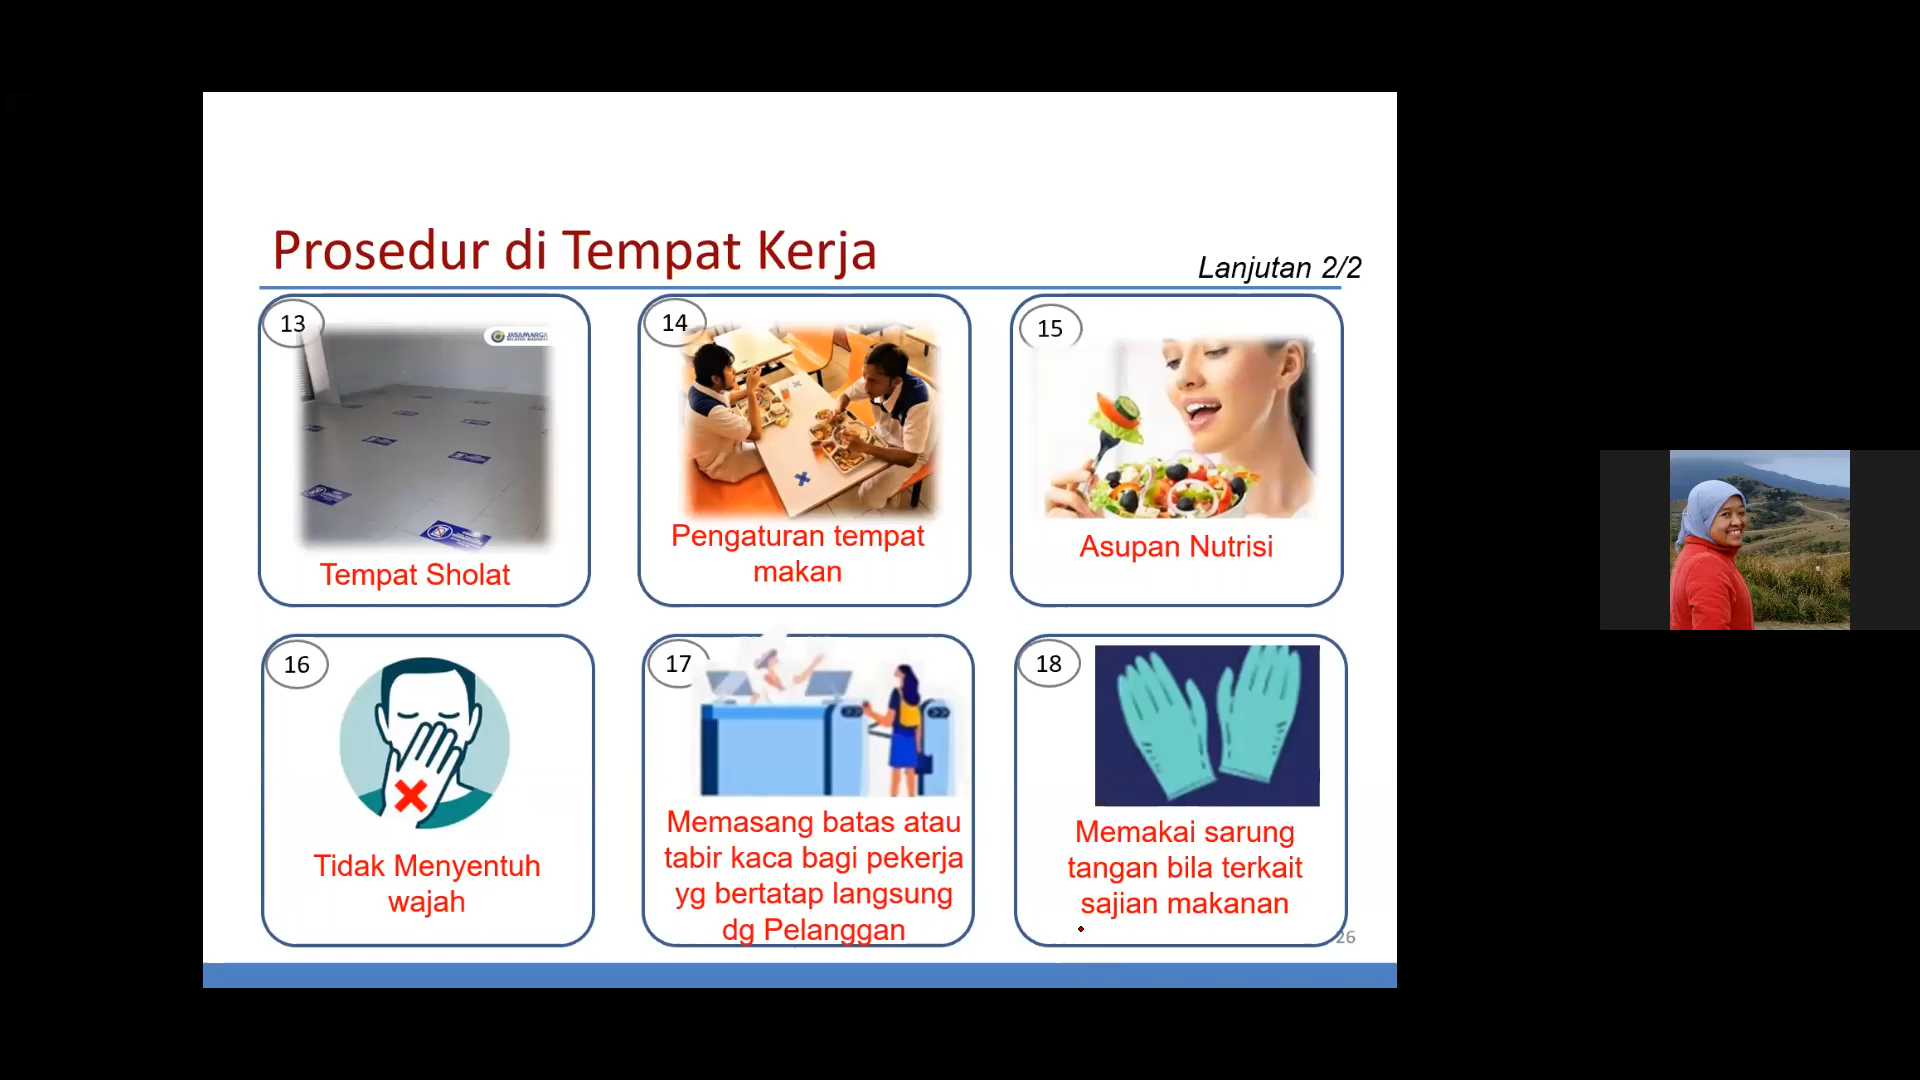 Prosedur di Tempat Kerja
Lanjutan 2/2
13
JASAMARGA
Tempat Sholat
14
Pengaturan tempat
makan
15
Asupan Nutrisi
16
Tidak Menyentuh
wajah
17
Memasang batas atau
tabir kaca bagi pekerja
yg bertatap langsung
dg Pelanggan
18
Memakai sarung
tangan bila terkait
sajian makanan
26